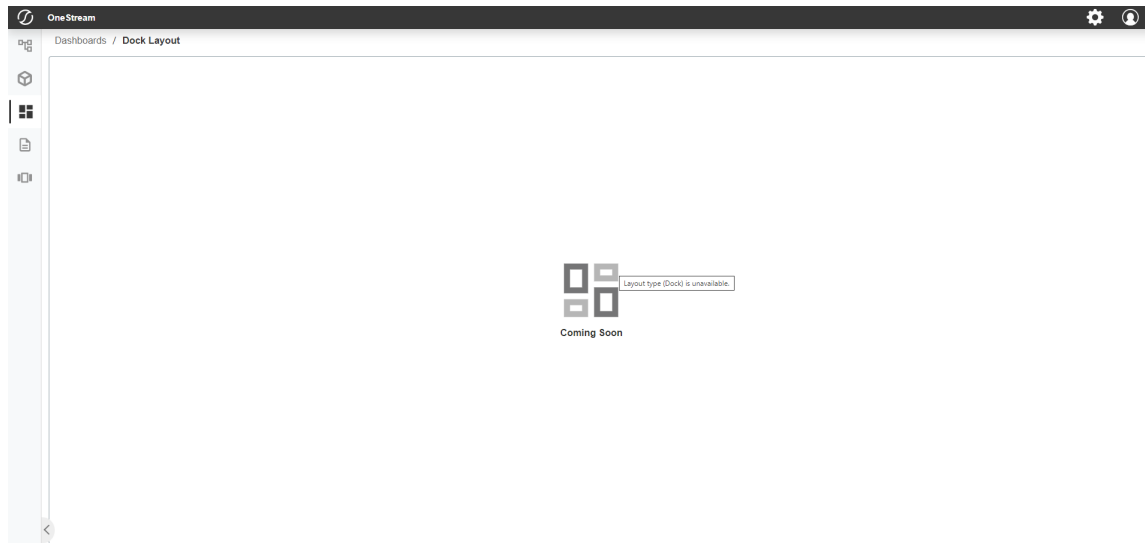 OneStream
Dashboards / Dock Layout
Layout type (Dock) is unavailable.
Coming Soon